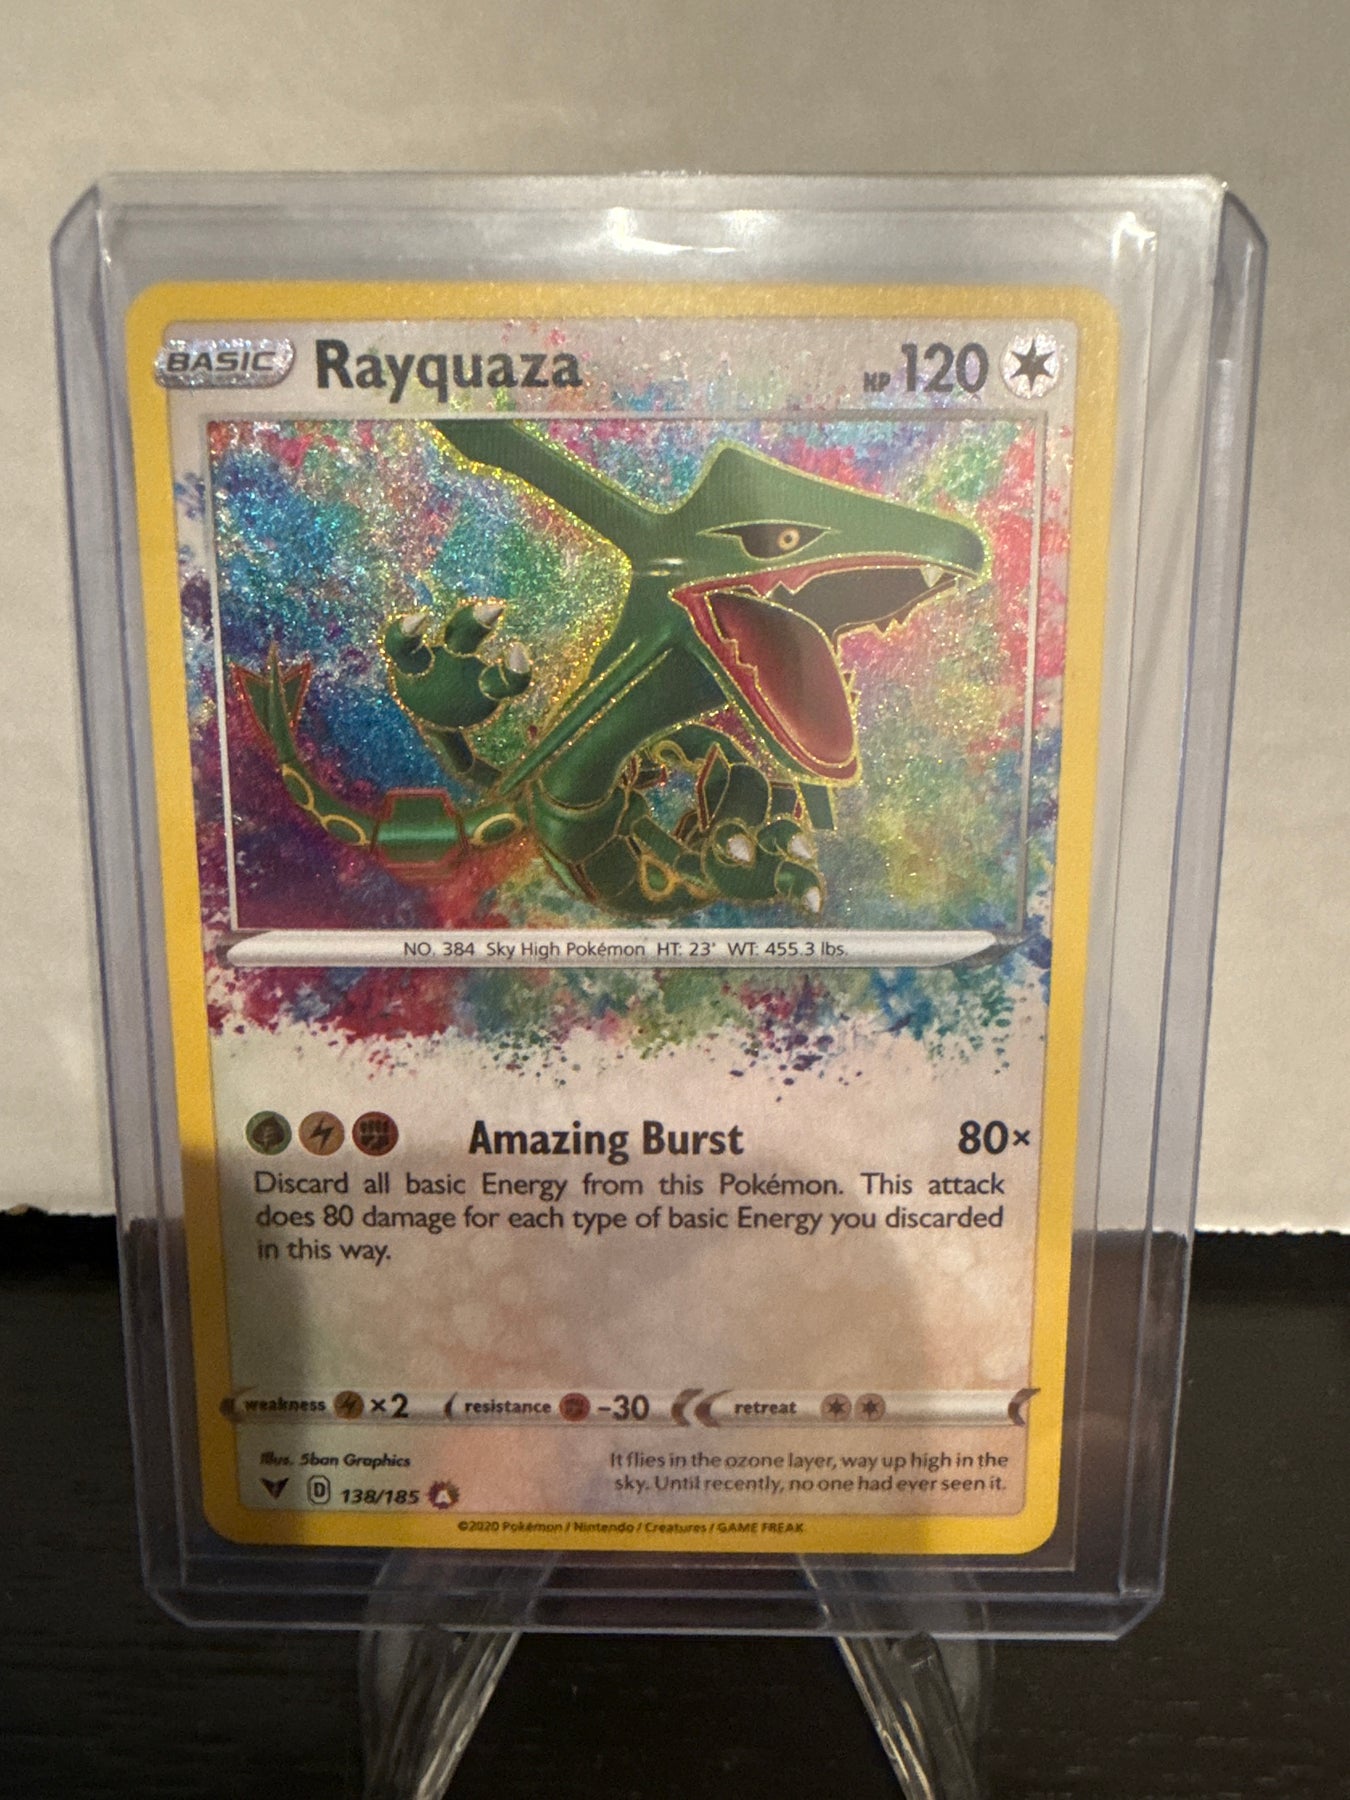 BASIC Rayquaza HP 120
NO. 384 Sky High Pokémon HT: 23' WT: 455.3 lbs.
Amazing Burst 80×
Discard all basic Energy from this Pokémon. This attack
does 80 damage for each type of basic Energy you discarded
in this way.
weakness ×2 resistance -30 retreat
Illus. 5ban Graphics
It flies in the ozone layer, way up high in the
sky. Until recently, no one had ever seen it.
D 138/185 A
©2020 Pokémon / Nintendo / Creatures / GAME FREAK